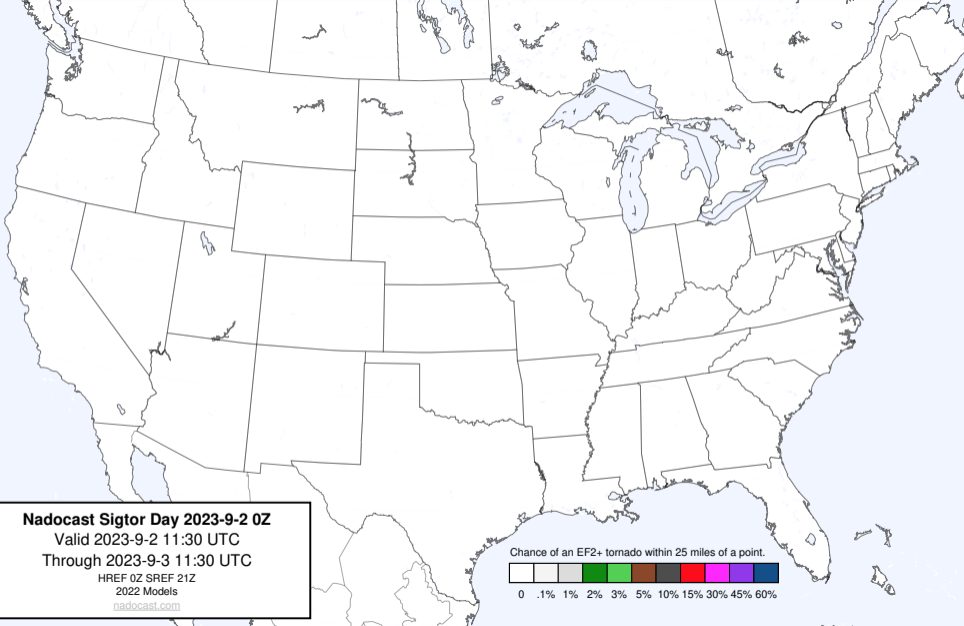 Nadocast Sigtor Day 2023-9-2 0Z
Valid 2023-9-2 11:30 UTC
Through 2023-9-3 11:30 UTC
HREF 0Z SREF 21Z
2022 Models
nadocast.com
Chance of an EF2+ tornado within 25 miles of a point.
0 .1% 1% 2% 3% 5% 10% 15% 30% 45% 60%